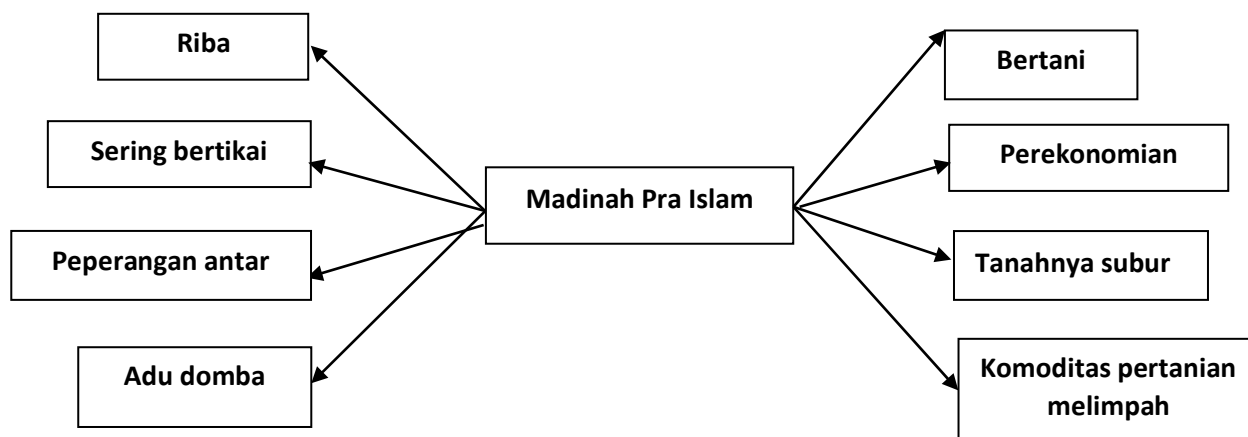 Riba
Sering bertikai
Peperangan antar
Adu domba
Madinah Pra Islam
Bertani
Perekonomian
Tanahnya subur
Komoditas pertanian
melimpah